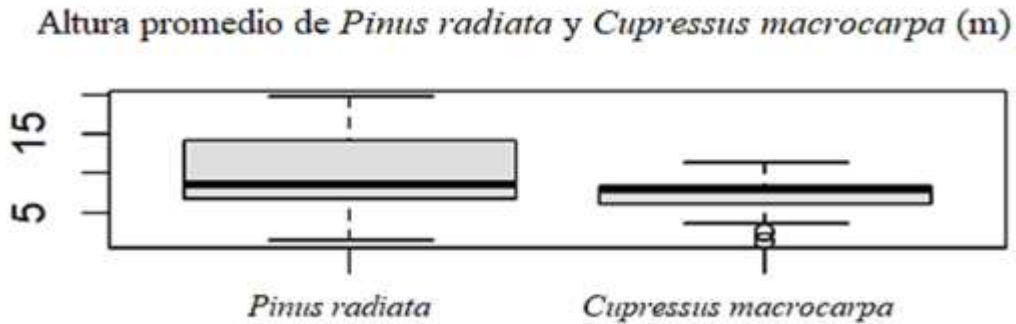 Altura promedio de Pinus radiata y Cupressus macrocarpa (m)
15
5
Pinus radiata
Cupressus macrocarpa